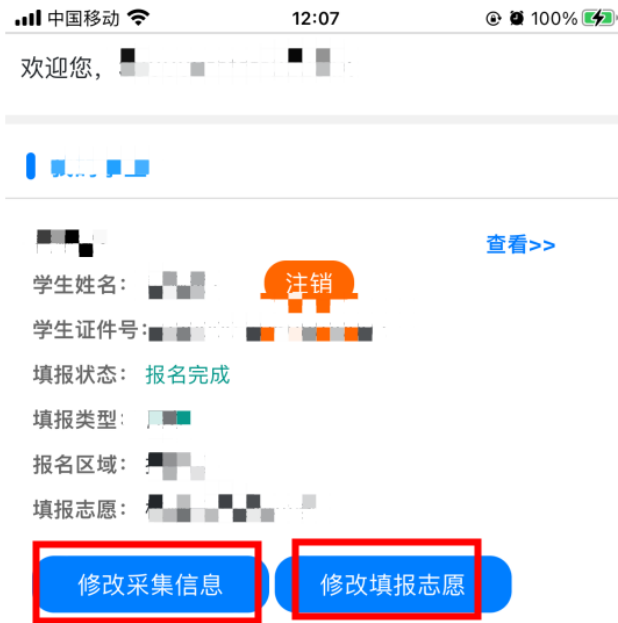 中国移动 12:07 100%
欢迎您，
查看>>
学生姓名： 注销
学生证件号：
填报状态： 报名完成
填报类型：
报名区域：
填报志愿：
修改采集信息 修改填报志愿